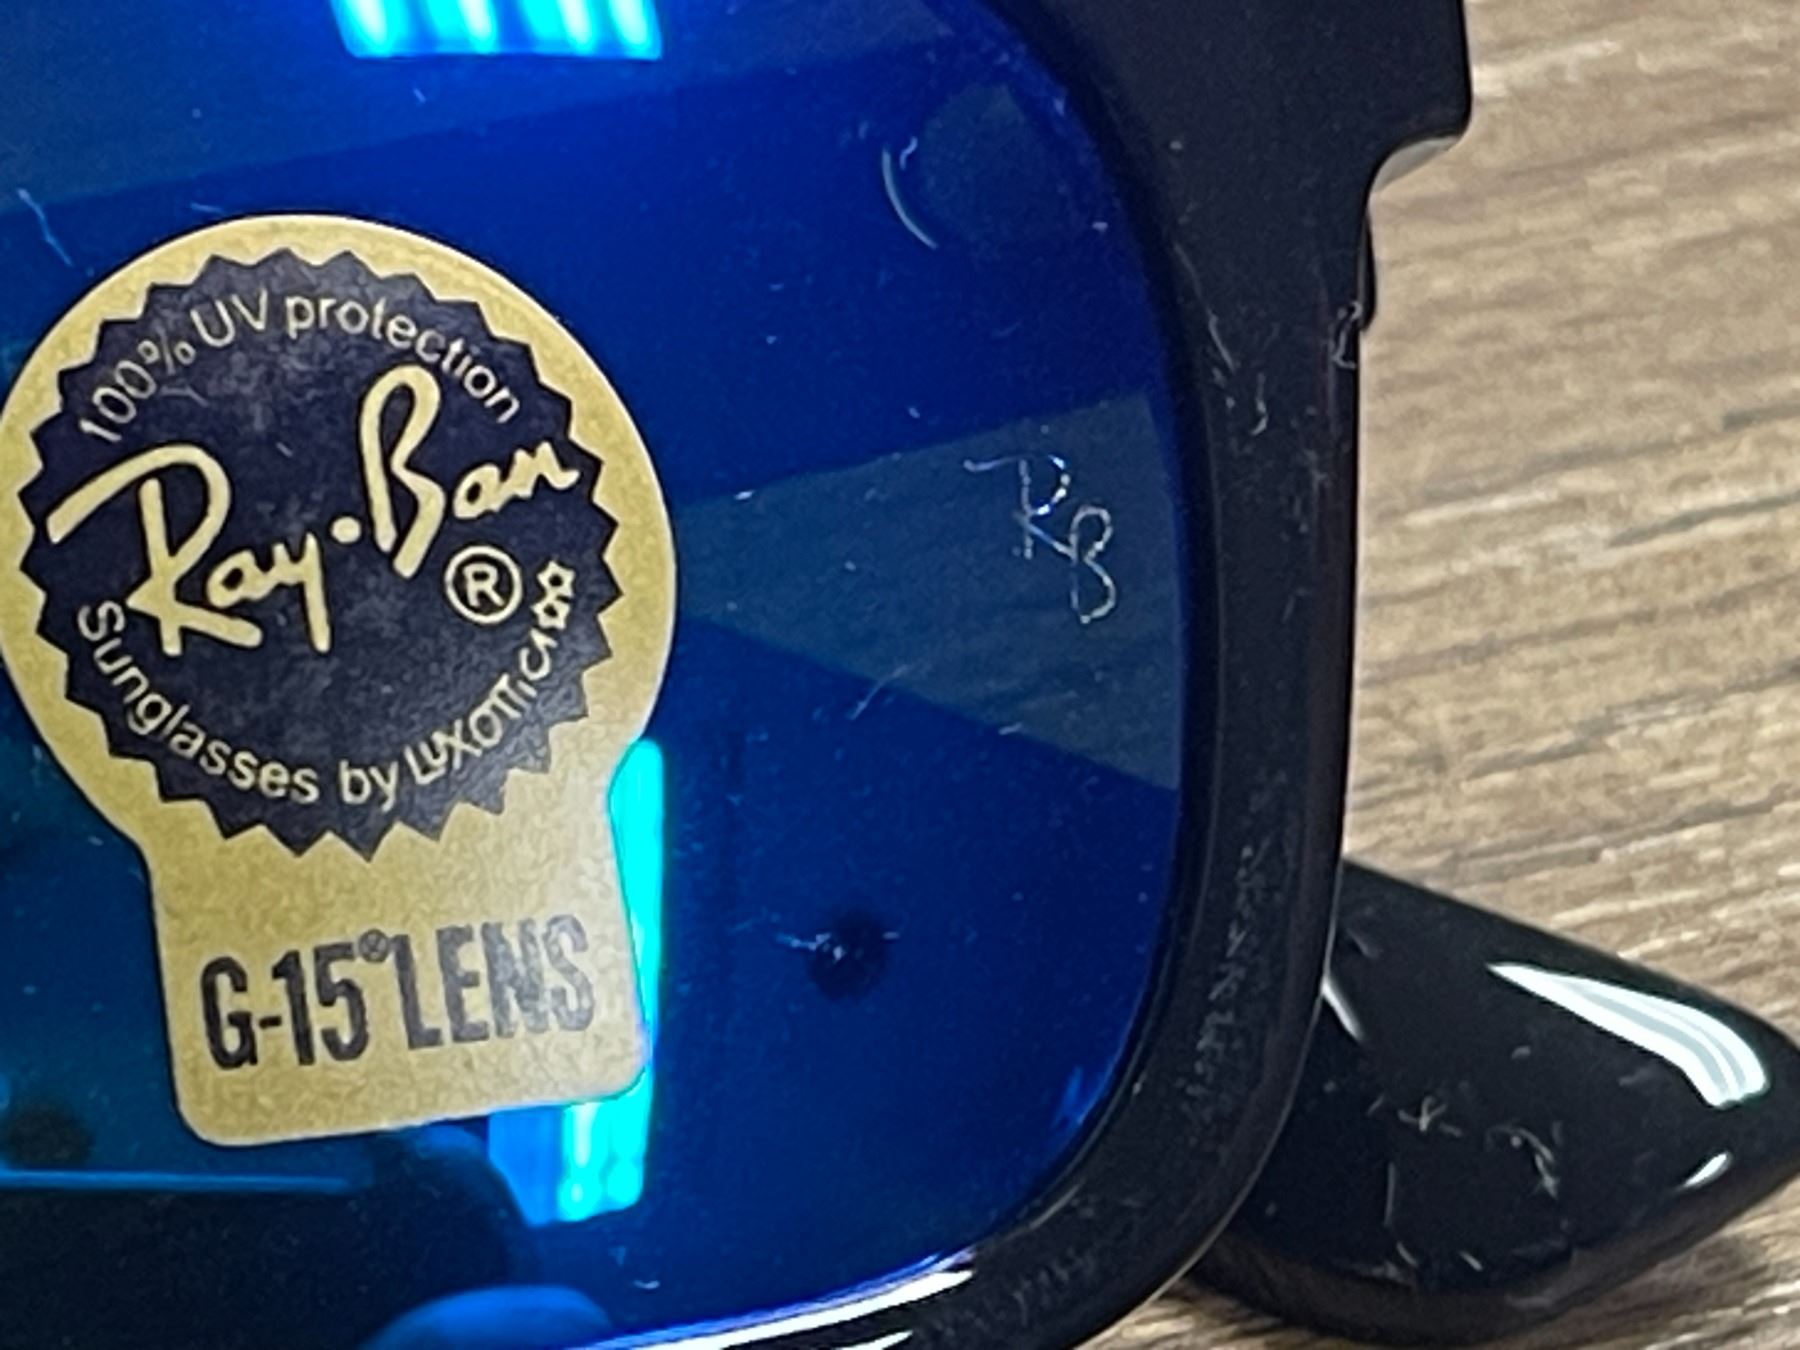 100% UV protection
Ray·Ban®
Sunglasses by LUXOTTICA
G-15® LENS
RB